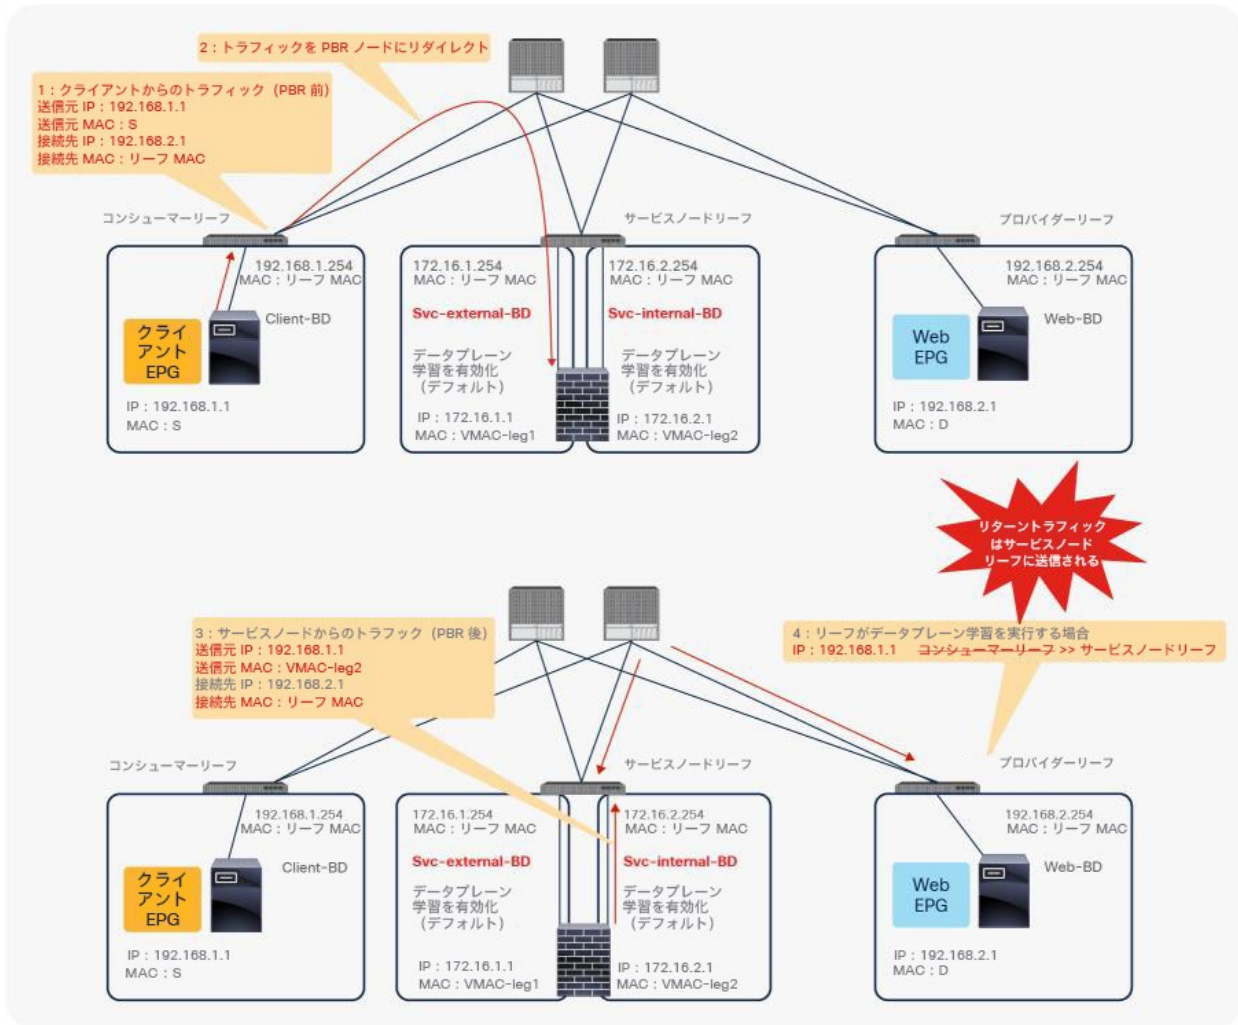 2：トラフィックを PBR ノードにリダイレクト
1：クライアントからのトラフィック（PBR 前）
送信元 IP：192.168.1.1
送信元 MAC：S
接続先 IP：192.168.2.1
接続先 MAC：リーフ MAC
コンシューマーリーフ
サービスノードリーフ
プロバイダーリーフ
192.168.1.254
MAC：リーフ MAC
Client-BD
クライ
アント
EPG
IP：192.168.1.1
MAC：S
172.16.1.254
MAC：リーフ MAC
Svc-external-BD
データプレーン
学習を有効化
（デフォルト）
IP：172.16.1.1
MAC：VMAC-leg1
172.16.2.254
MAC：リーフ MAC
Svc-internal-BD
データプレーン
学習を有効化
（デフォルト）
IP：172.16.2.1
MAC：VMAC-leg2
192.168.2.254
MAC：リーフ MAC
Web-BD
Web
EPG
IP：192.168.2.1
MAC：D
リターントラフィック
はサービスノード
リーフに送信される
3：サービスノードからのトラフック（PBR 後）
送信元 IP：192.168.1.1
送信元 MAC：VMAC-leg2
接続先 IP：192.168.2.1
接続先 MAC：リーフ MAC
4：リーフがデータプレーン学習を実行する場合
IP：192.168.1.1 コンシューマーリーフ >> サービスノードリーフ
コンシューマーリーフ
サービスノードリーフ
プロバイダーリーフ
192.168.1.254
MAC：リーフ MAC
Client-BD
クライ
アント
EPG
IP：192.168.1.1
MAC：S
172.16.1.254
MAC：リーフ MAC
Svc-external-BD
データプレーン
学習を有効化
（デフォルト）
IP：172.16.1.1
MAC：VMAC-leg1
172.16.2.254
MAC：リーフ MAC
Svc-internal-BD
データプレーン
学習を有効化
（デフォルト）
IP：172.16.2.1
MAC：VMAC-leg2
192.168.2.254
MAC：リーフ MAC
Web-BD
Web
EPG
IP：192.168.2.1
MAC：D